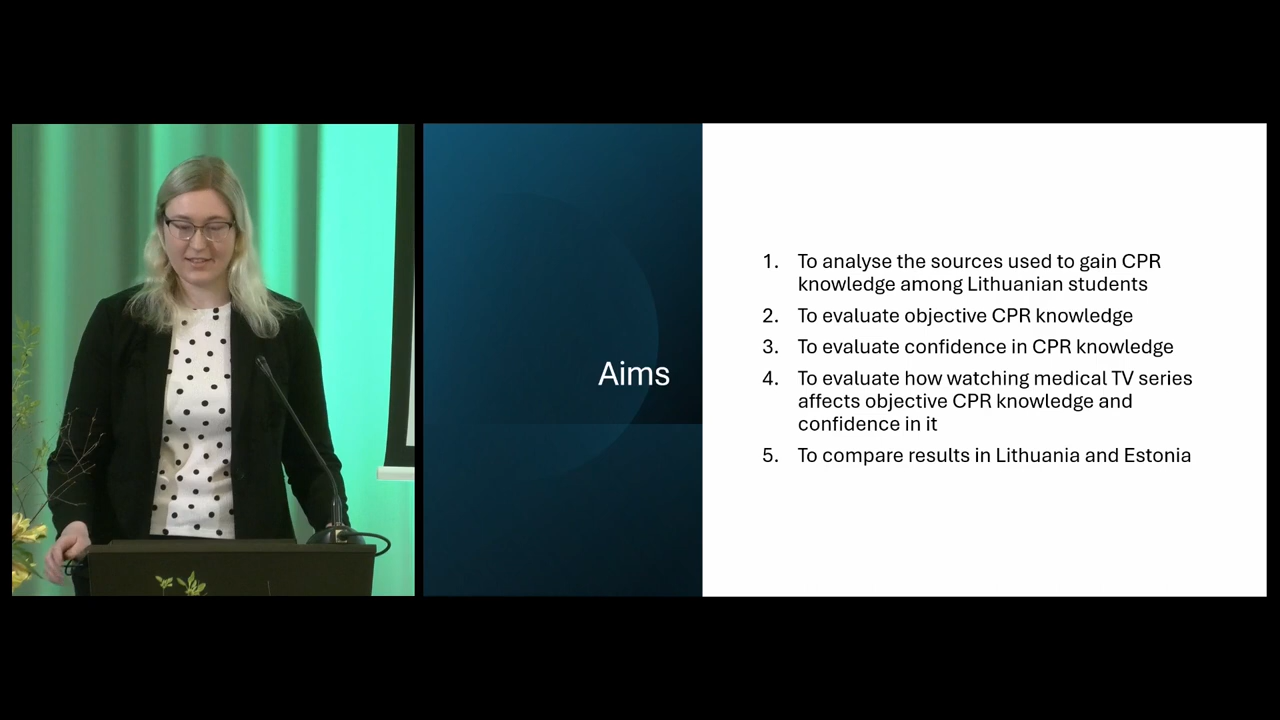 Aims
1. To analyse the sources used to gain CPR
knowledge among Lithuanian students
2. To evaluate objective CPR knowledge
3. To evaluate confidence in CPR knowledge
4. To evaluate how watching medical TV series
affects objective CPR knowledge and
confidence in it
5. To compare results in Lithuania and Estonia